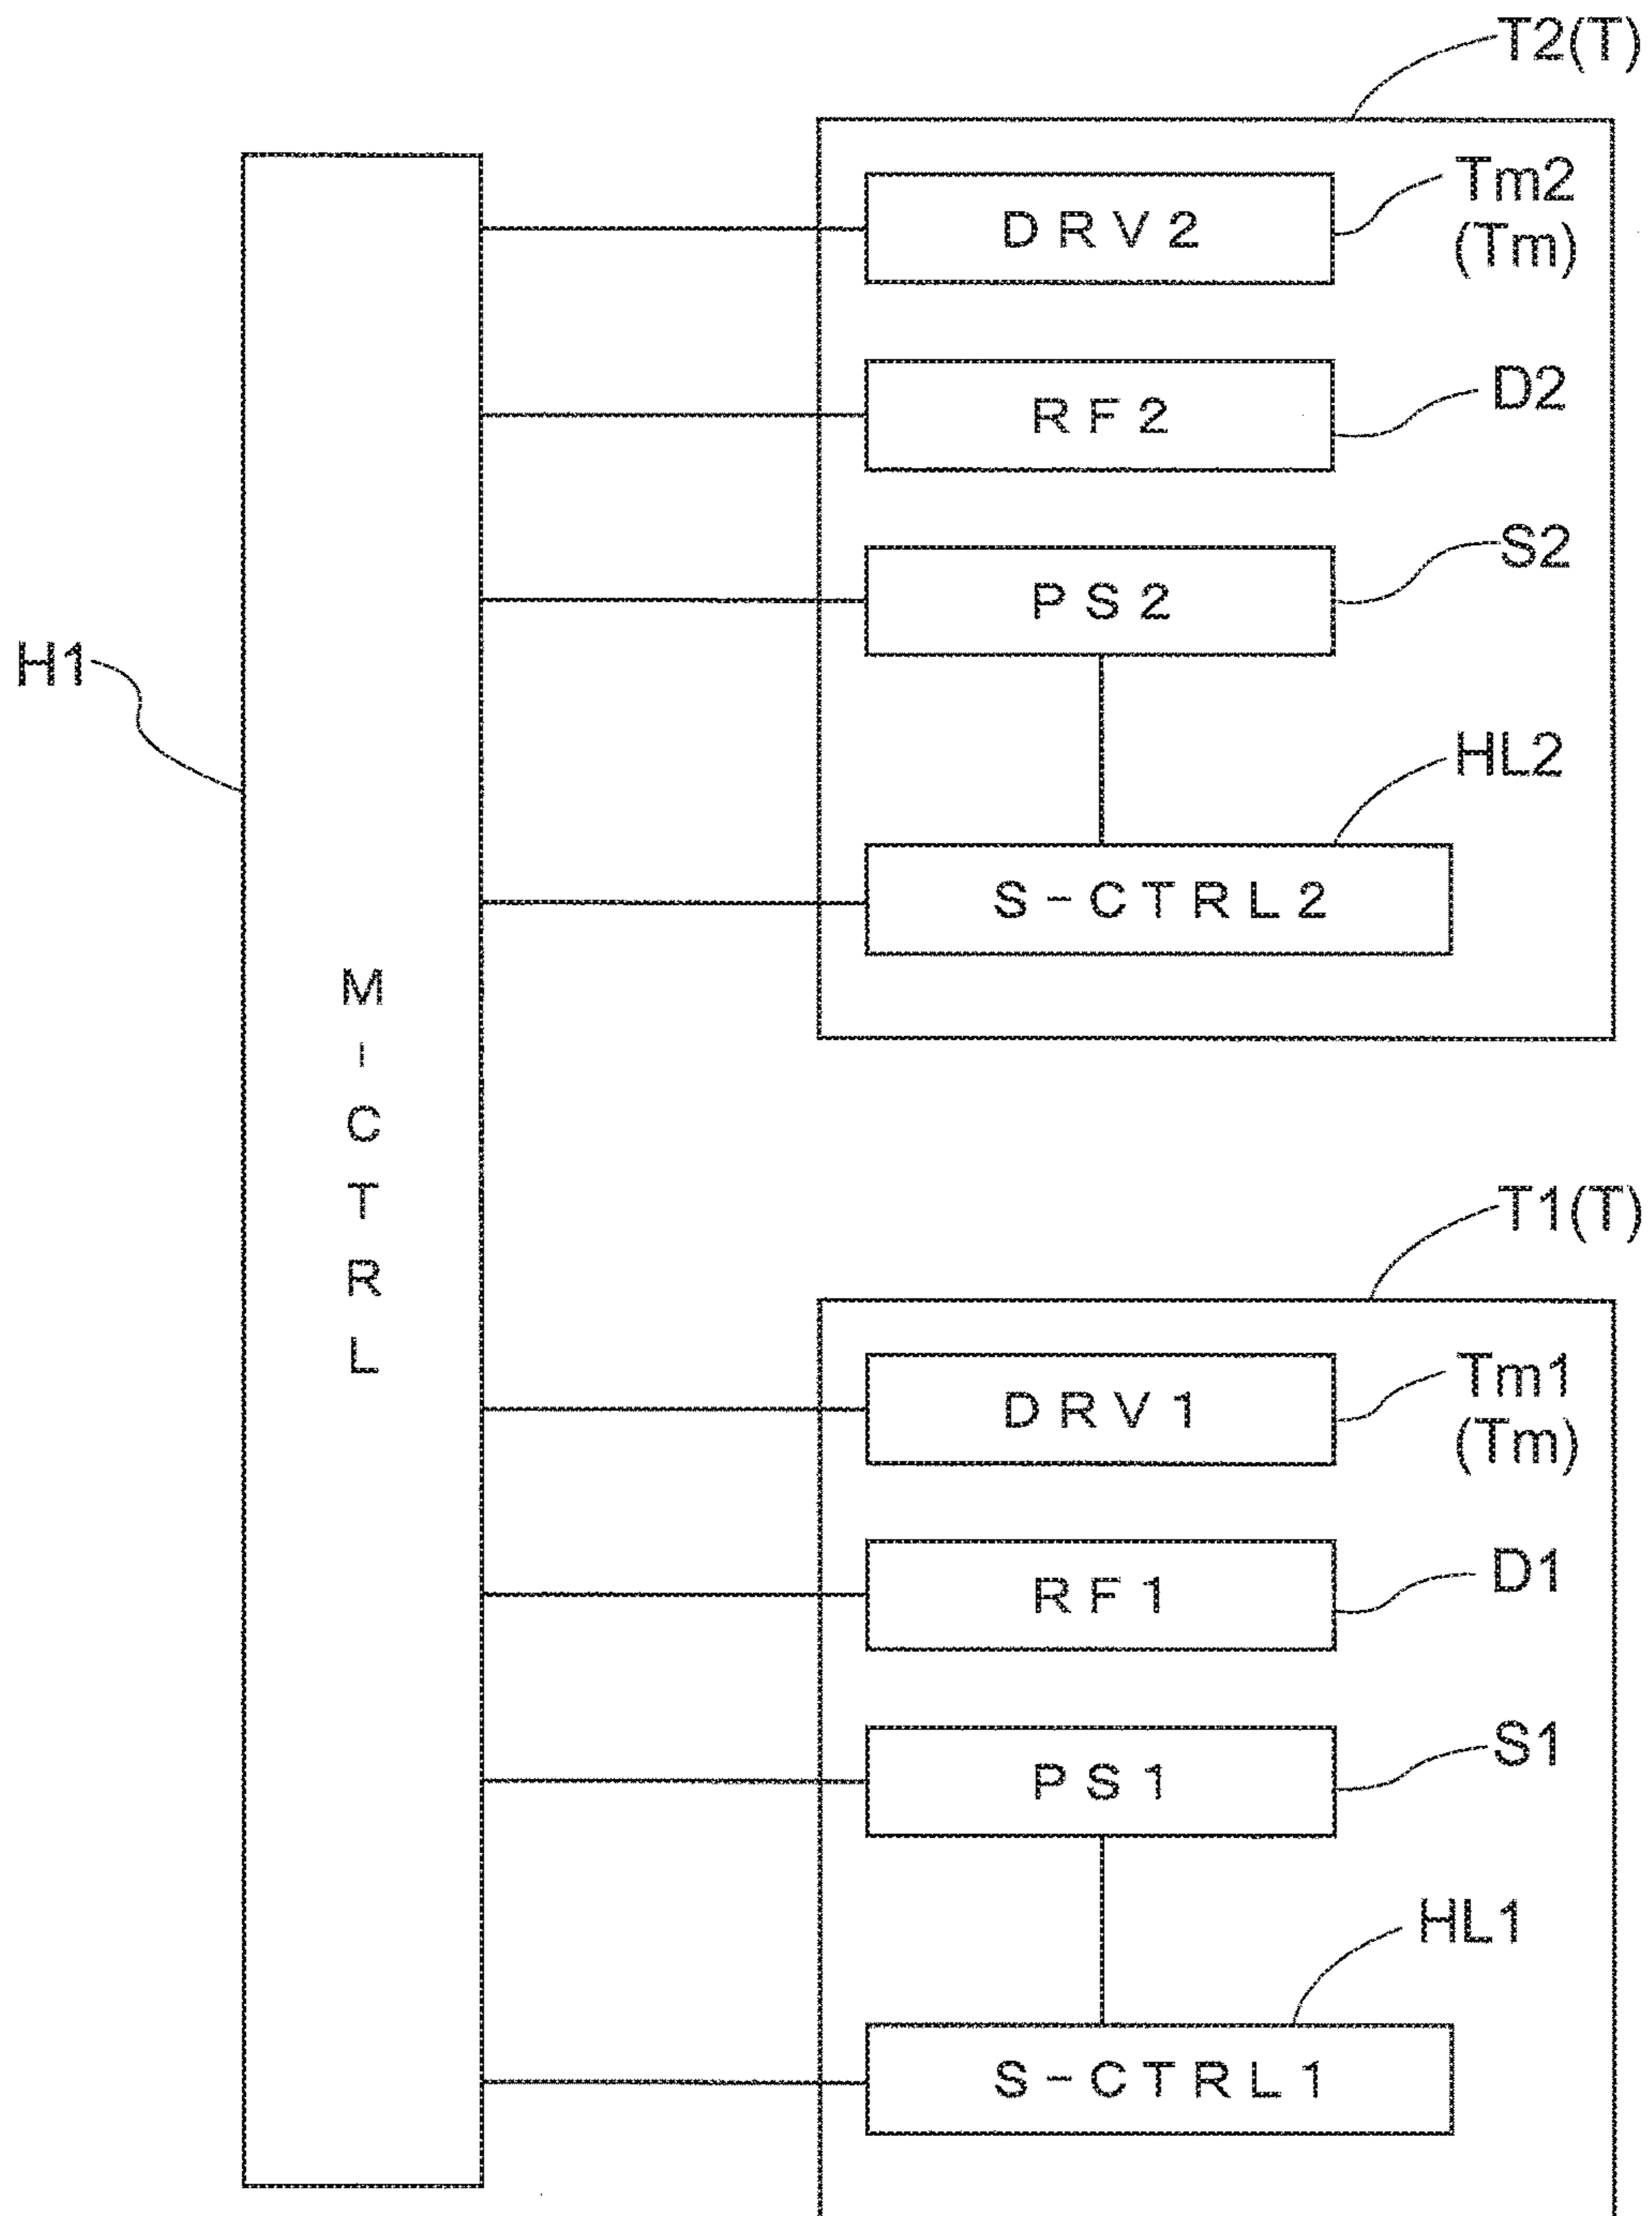 T2(T)
DRV2
Tm2
(Tm)
RF2
D2
PS2
S2
H1
HL2
S-CTRL2
M-CTRL
T1(T)
DRV1
Tm1
(Tm)
RF1
D1
PS1
S1
HL1
S-CTRL1